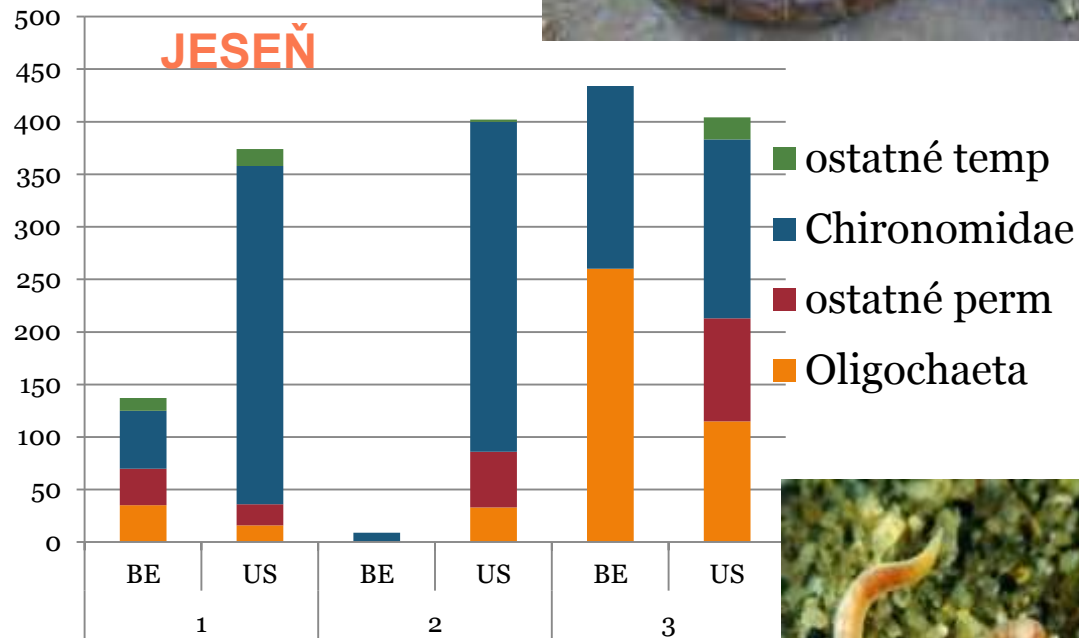 JESEŇ
500
450
400
350
300
250
200
150
100
50
0
BE US BE US BE US
1 2 3
ostatné temp
Chironomidae
ostatné perm
Oligochaeta